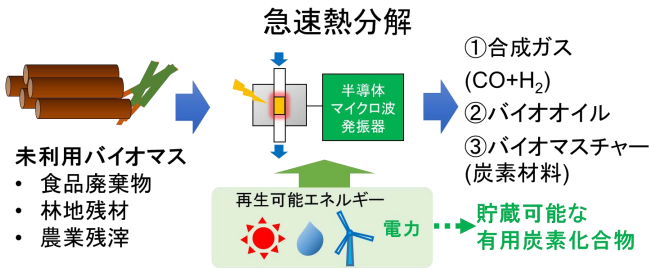 急速熱分解
未利用バイオマス
• 食品廃棄物
• 林地残材
• 農業残滓
半導体
マイクロ波
発振器
①合成ガス
(CO+H₂)
②バイオオイル
③バイオマスチャー
(炭素材料)
再生可能エネルギー
電力
貯蔵可能な
有用炭素化合物